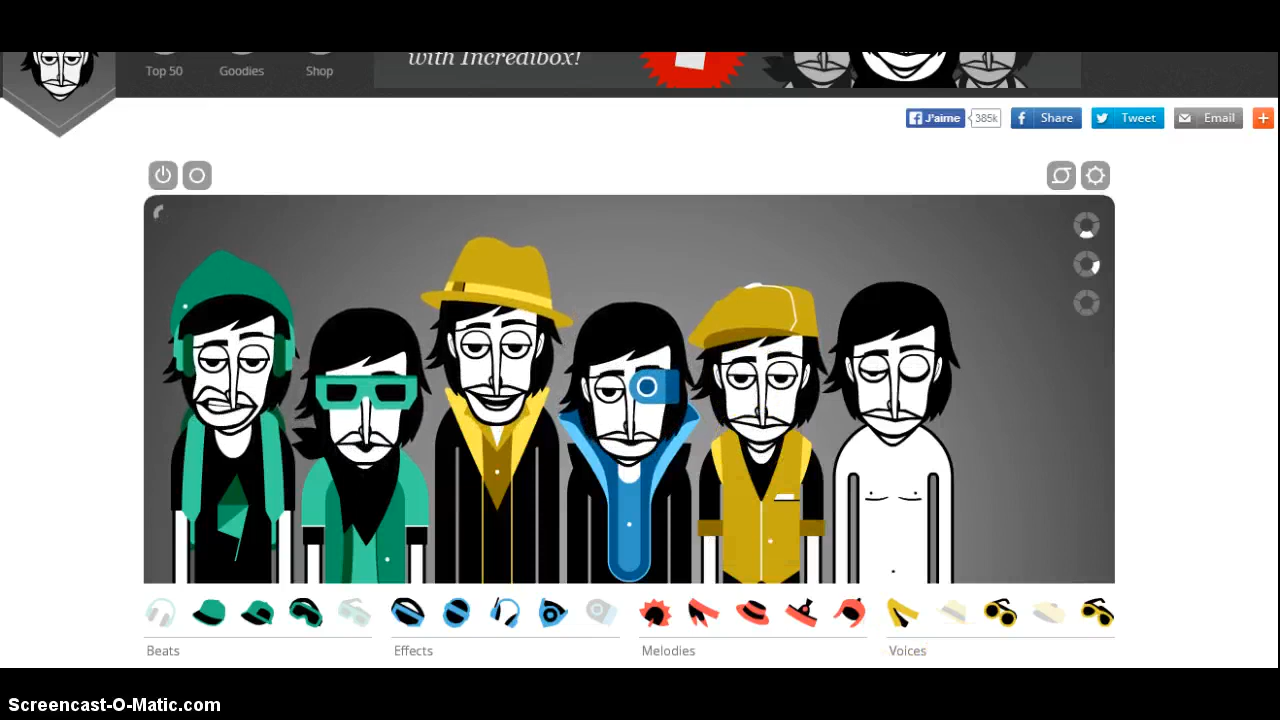 with Incredibox!
Top 50 Goodies Shop
J'aime 385k Share Tweet Email +
Beats Effects Melodies Voices
Screencast-O-Matic.com